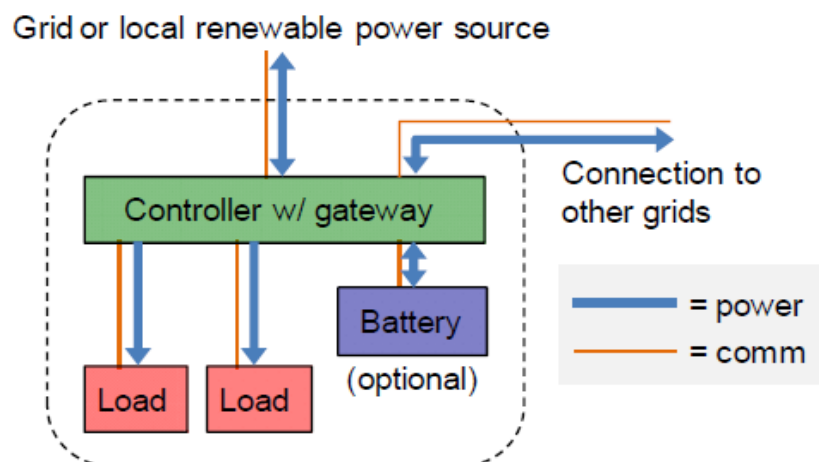 Grid or local renewable power source
Controller w/ gateway
Connection to
other grids
Battery
(optional)
Load
Load
= power
= comm